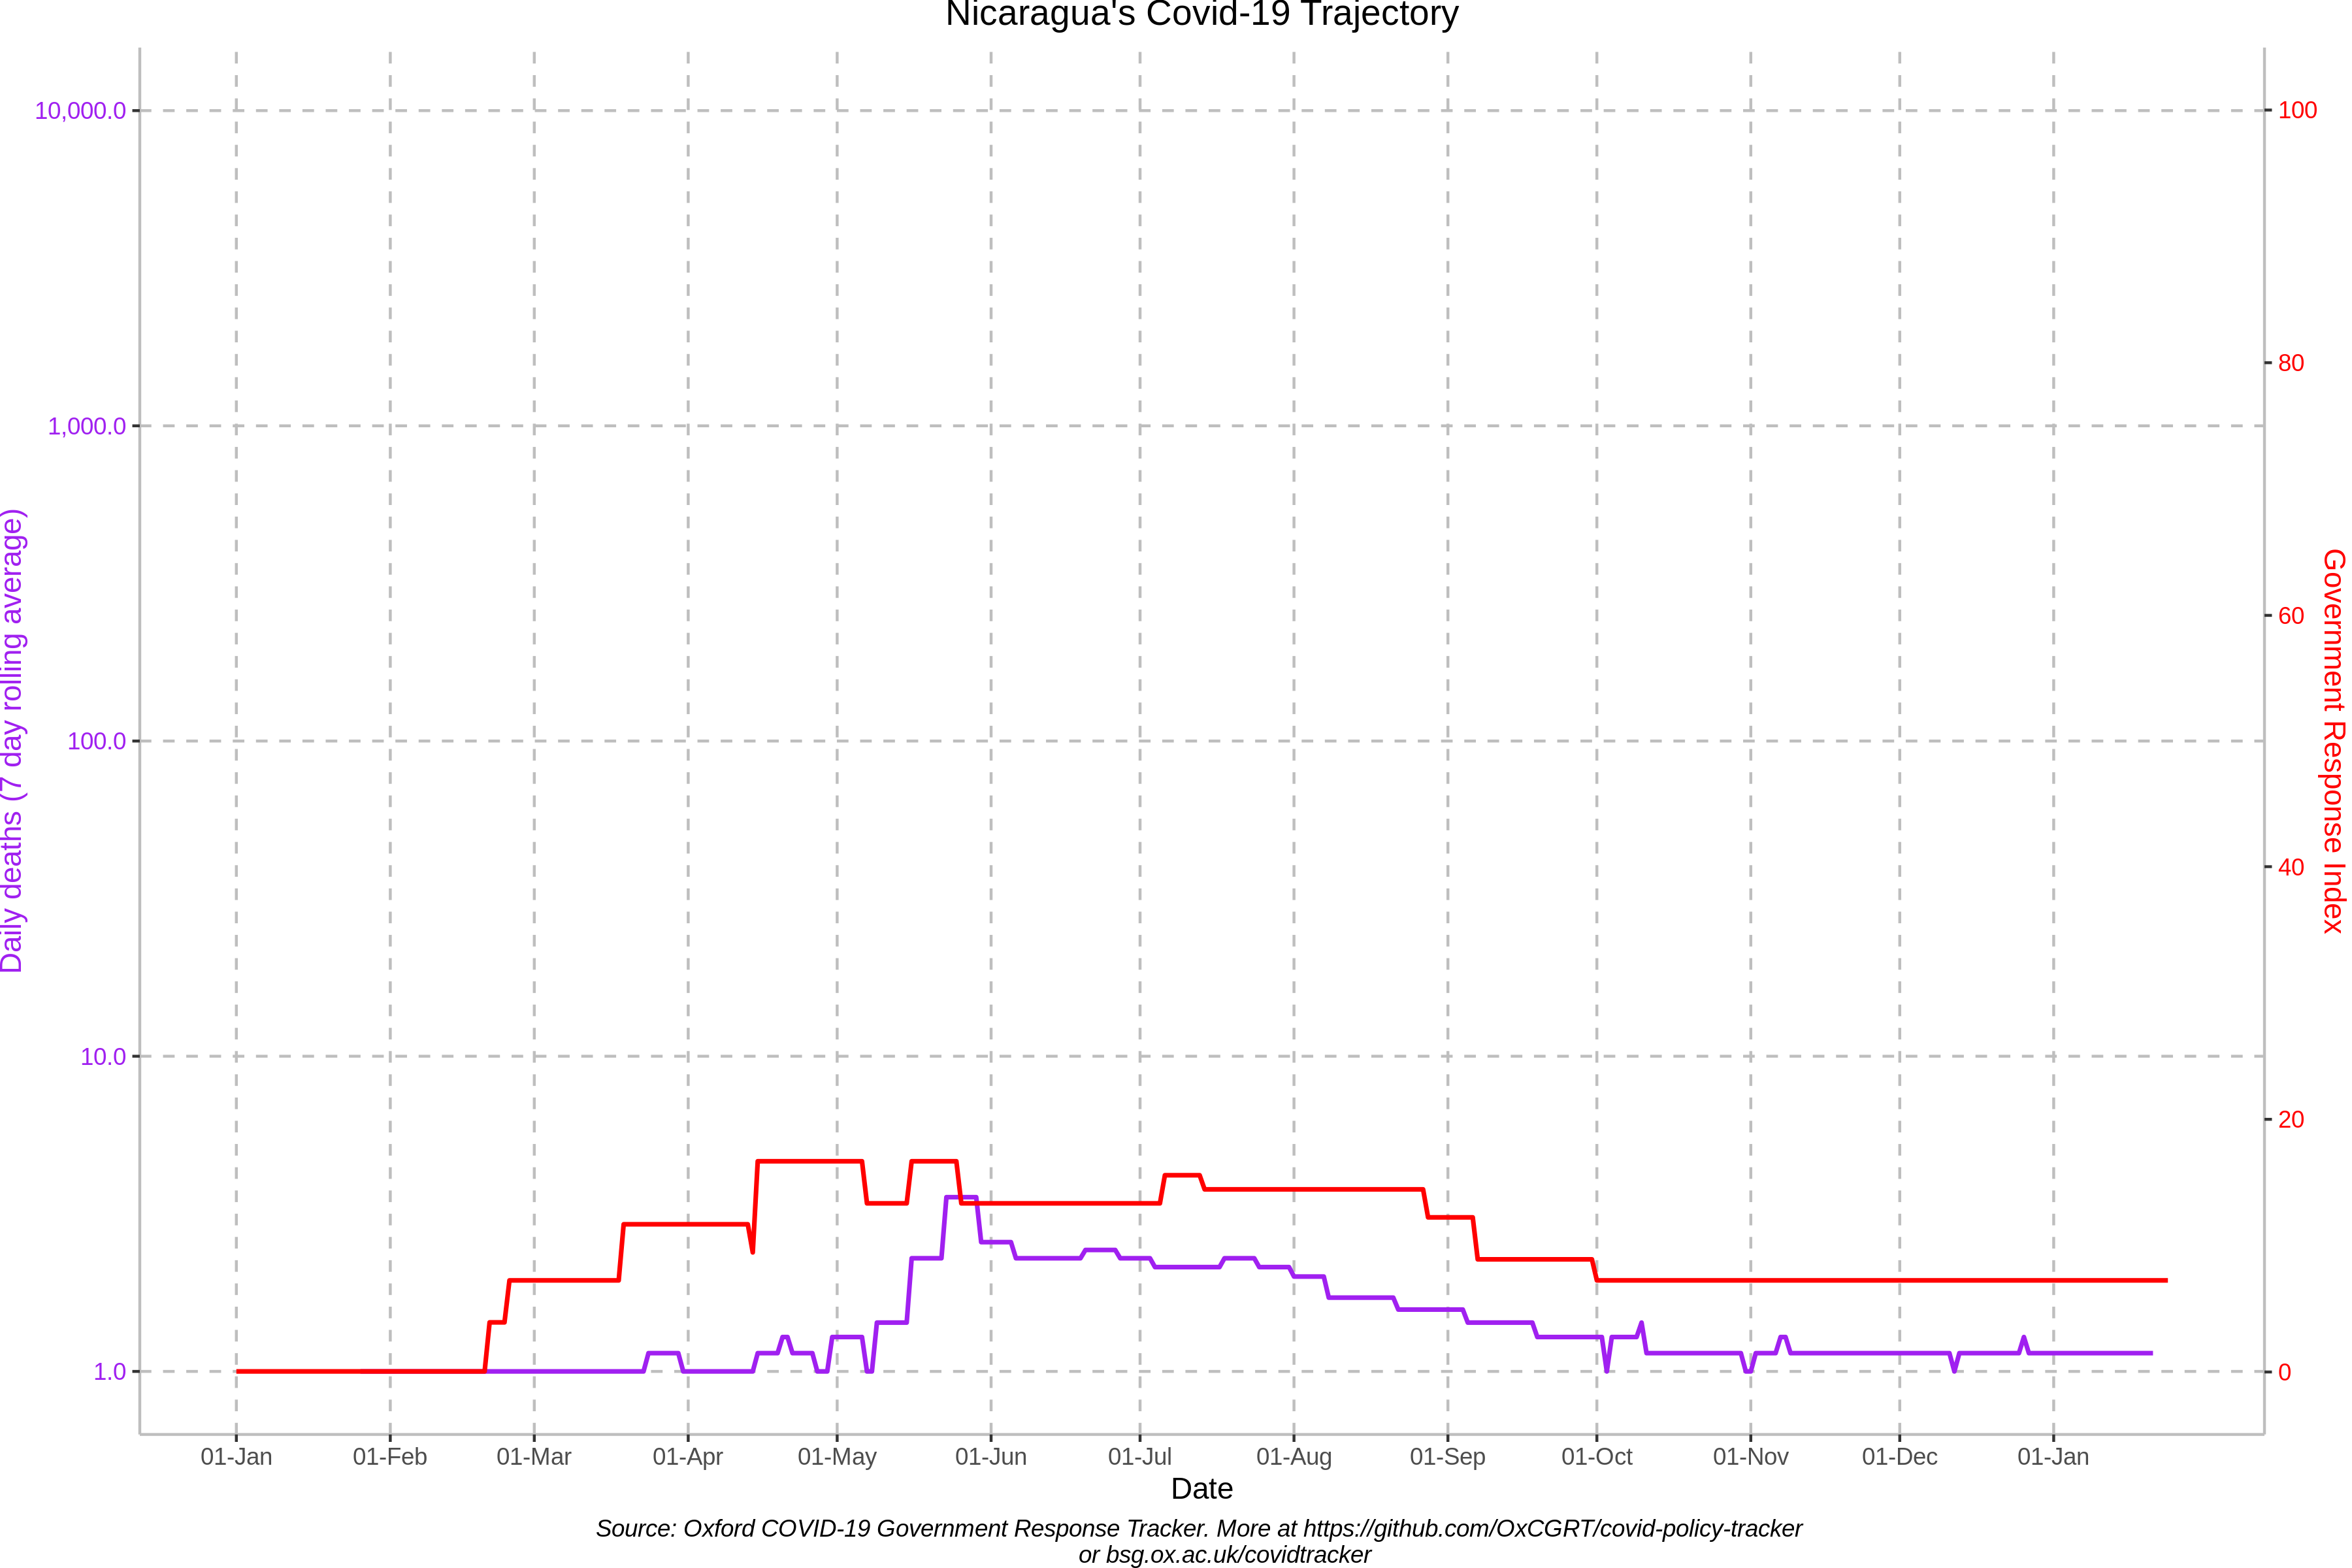 Nicaragua's Covid-19 Trajectory
10,000.0
1,000.0
100.0
10.0
1.0
Daily deaths (7 day rolling average)
100
80
60
40
20
0
Government Response Index
01-Jan
01-Feb
01-Mar
01-Apr
01-May
01-Jun
01-Jul
01-Aug
01-Sep
01-Oct
01-Nov
01-Dec
01-Jan
Date
Source: Oxford COVID-19 Government Response Tracker. More at https://github.com/OxCGRT/covid-policy-tracker
or bsg.ox.ac.uk/covidtracker